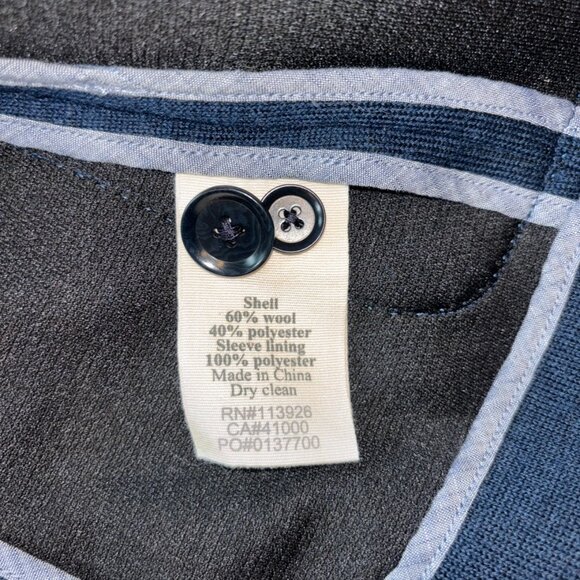 Shell
60% wool
40% polyester
Sleeve lining
100% polyester
Made in China
Dry clean
RN#113926
CA#41000
PO#0137700